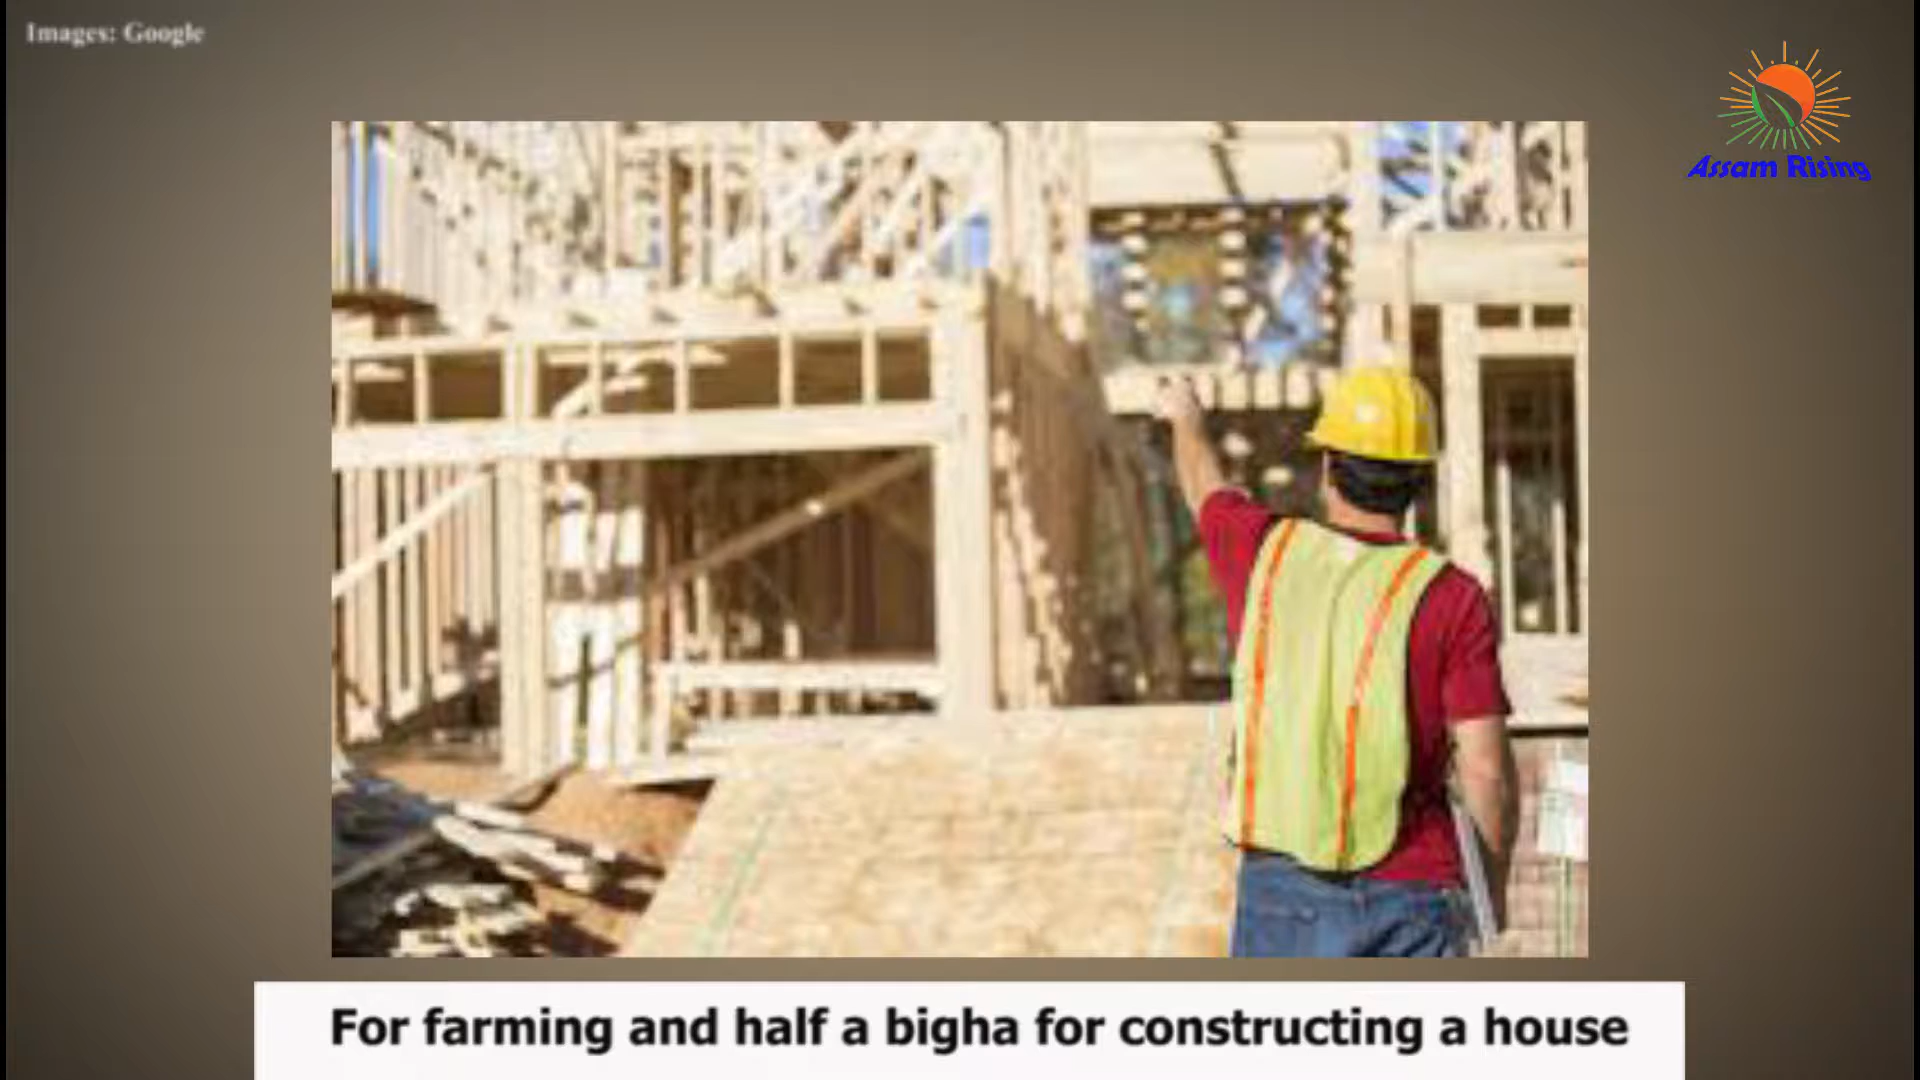 Images: Google
Assam Rising
For farming and half a bigha for constructing a house